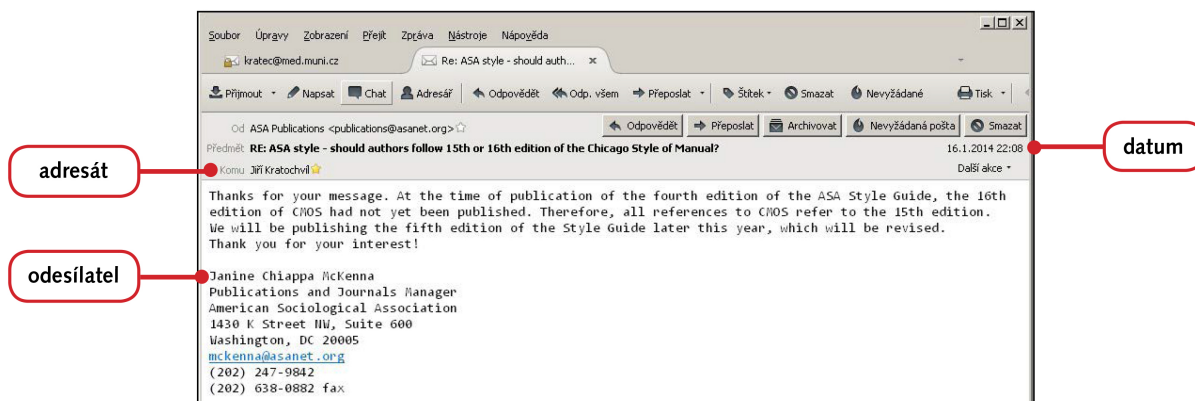 Soubor Úpravy Zobrazení Přejít Zpráva Nástroje Nápověda
kratec@med.muni.cz Re: ASA style - should auth... x
Přijmout Napsat Chat Adresář Odpovědět Odp. všem Přeposlat Štítek Smazat Nevyžádané Tisk
Od ASA Publications <publications@asanet.org> Odpovědět Přeposlat Archivovat Nevyžádaná pošta Smazat
Předmět RE: ASA style - should authors follow 15th or 16th edition of the Chicago Style of Manual? 16.1.2014 22:08
datum
adresát
Komu Jiří Kratochvíl Další akce
Thanks for your message. At the time of publication of the fourth edition of the ASA Style Guide, the 16th
edition of CMOS had not yet been published. Therefore, all references to CMOS refer to the 15th edition.
We will be publishing the fifth edition of the Style Guide later this year, which will be revised.
Thank you for your interest!
odesílatel
Janine Chiappa McKenna
Publications and Journals Manager
American Sociological Association
1430 K Street NW, Suite 600
Washington, DC 20005
mckenna@asanet.org
(202) 247-9842
(202) 638-0882 fax